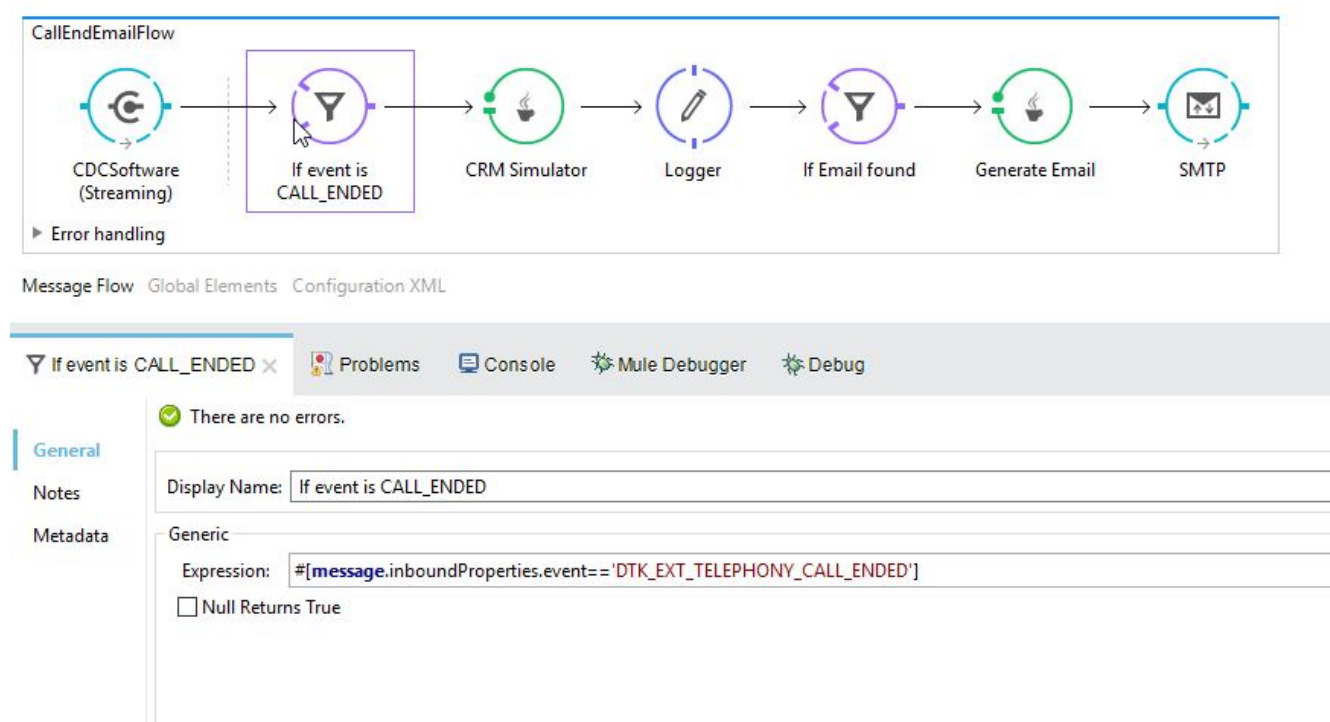 CallEndEmailFlow
CDCSoftware
(Streaming)
If event is
CALL_ENDED
CRM Simulator
Logger
If Email found
Generate Email
SMTP
Error handling
Message Flow Global Elements Configuration XML
If event is CALL_ENDED Problems Console Mule Debugger Debug
There are no errors.
General
Notes
Metadata
Display Name: If event is CALL_ENDED
Generic
Expression: #[message.inboundProperties.event=='DTK_EXT_TELEPHONY_CALL_ENDED']
Null Returns True